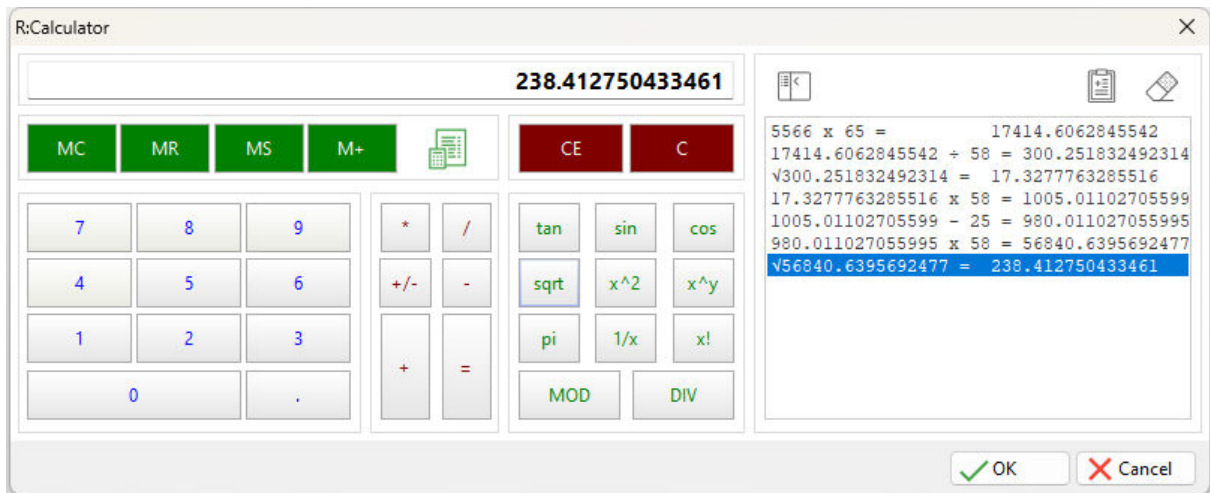 R:Calculator
238.412750433461
MC MR MS M+ CE C
7 8 9 * / tan sin cos
4 5 6 +/- - sqrt x^2 x^y
1 2 3 + = pi 1/x x!
0 . MOD DIV
5566 x 65 = 17414.6062845542
17414.6062845542 ÷ 58 = 300.251832492314
√300.251832492314 = 17.3277763285516
17.3277763285516 x 58 = 1005.01102705599
1005.01102705599 - 25 = 980.011027055995
980.011027055995 x 58 = 56840.6395692477
√56840.6395692477 = 238.412750433461
OK Cancel